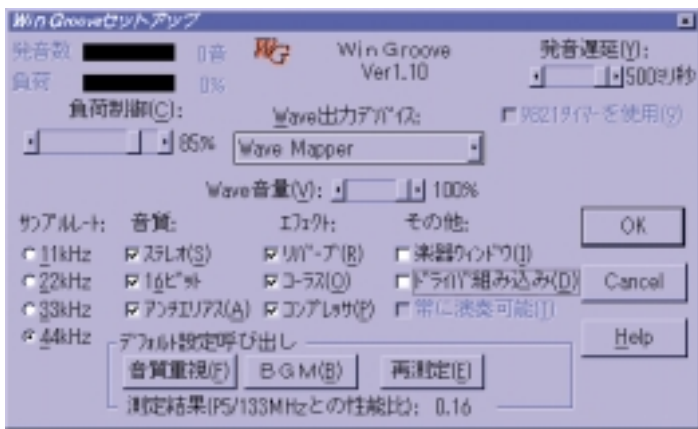 Win Grooveセットアップ
発音数 0音
負荷 0%
WG
Win Groove
Ver1.10
発音遅延(Y):
500ミリ秒
負荷制御(C):
85%
Wave出力デバイス:
Wave Mapper
9821タイマーを使用(9)
Wave音量(V): 100%
サンプルレート: 音質: エフェクト: その他:
11kHz ステレオ(S) リバーブ(R) 楽器ウィンドウ(I)
22kHz 16ビット コーラス(O) ドライバ組み込み(D)
33kHz アンチエリアス(A) コンプレッサ(P) 常に演奏可能(T)
44kHz
OK
Cancel
Help
デフォルト設定呼び出し
音質重視(F) BGM(B) 再測定(E)
測定結果(P5/133MHzとの性能比): 0.16